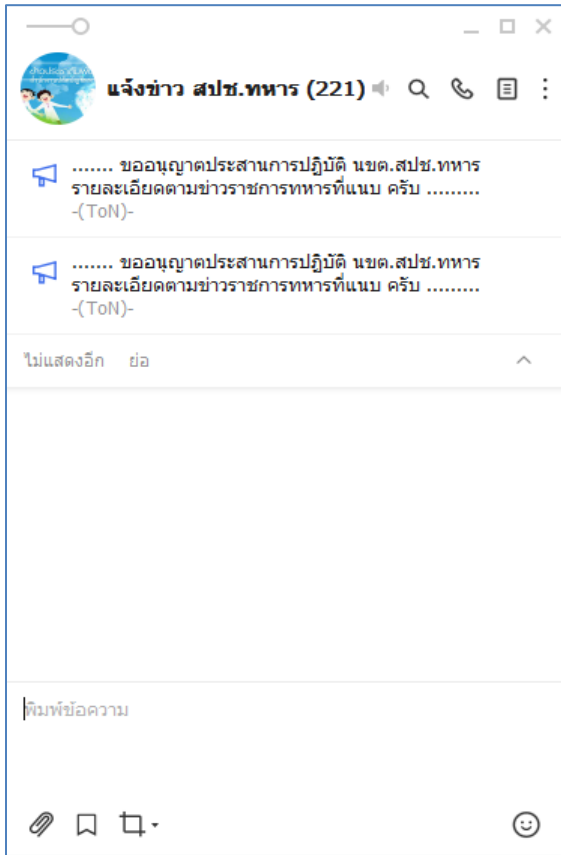 แจ้งข่าว สปช.ทหาร (221)
....... ขออนุญาตประสานการปฏิบัติ นขต.สปช.ทหาร
รายละเอียดตามข่าวราชการทหารที่แนบ ครับ .........
-(ToN)-
....... ขออนุญาตประสานการปฏิบัติ นขต.สปช.ทหาร
รายละเอียดตามข่าวราชการทหารที่แนบ ครับ .........
-(ToN)-
ไม่แสดงอีก ย่อ
พิมพ์ข้อความ